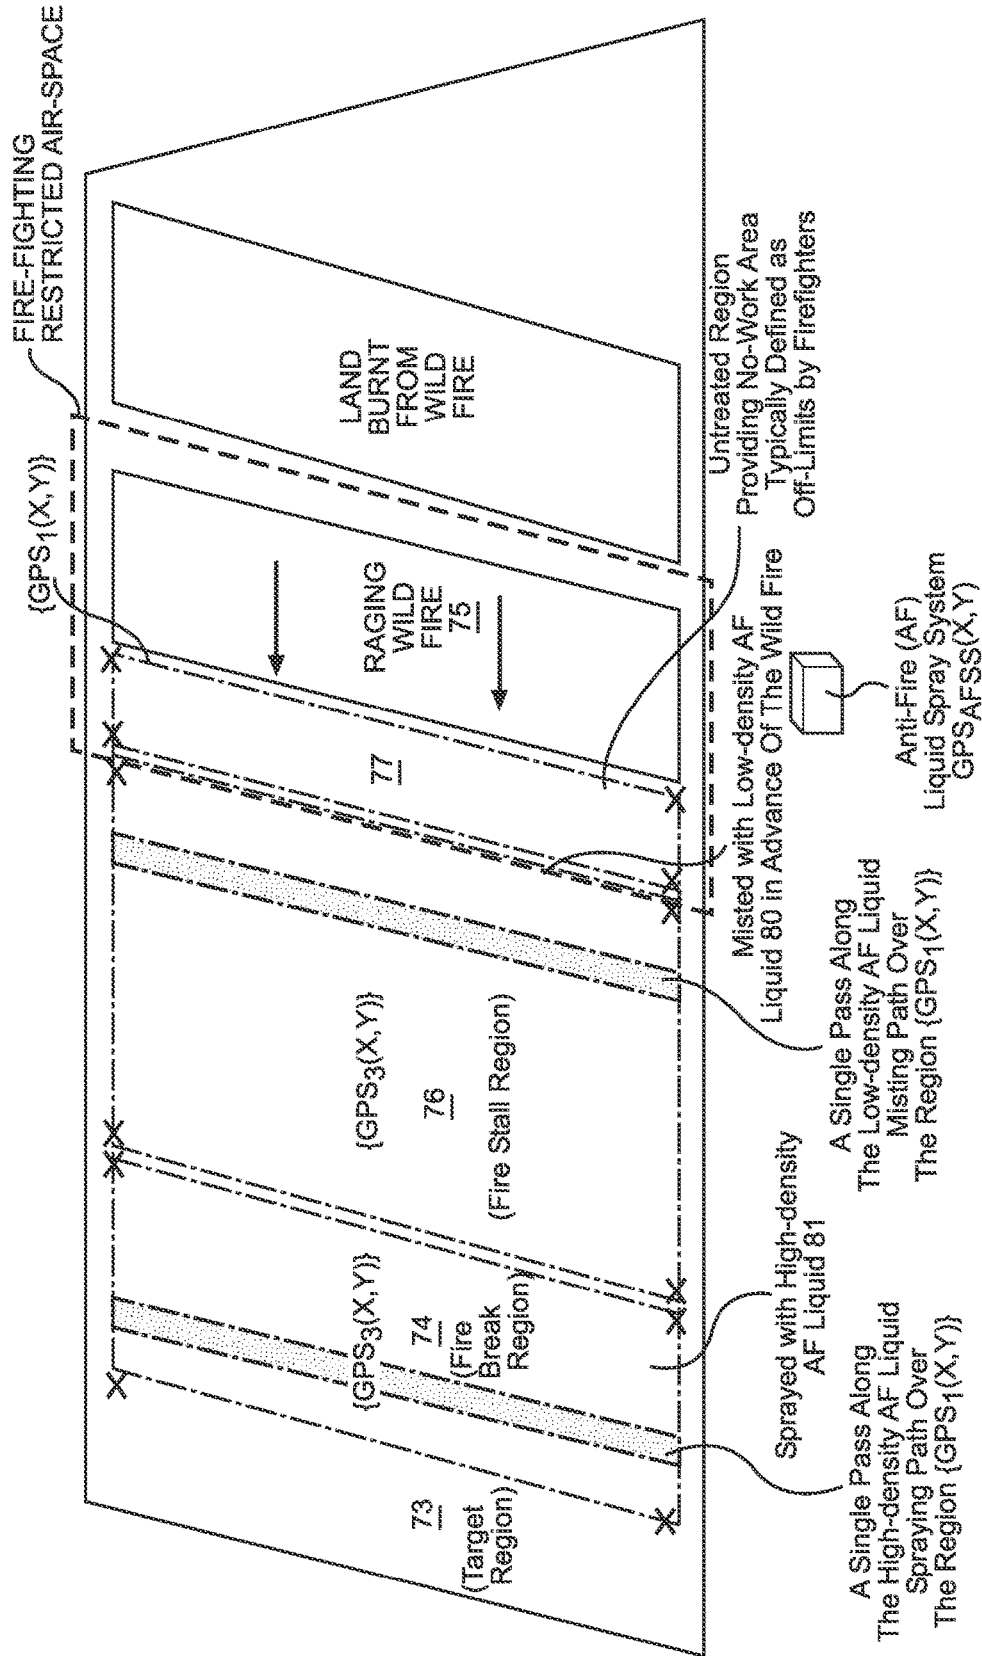 FIRE-FIGHTING
RESTRICTED AIR-SPACE
{GPS1(X,Y)}
LAND
BURNT
FROM
WILD
FIRE
RAGING
WILD
FIRE
75
77
{GPS3(X,Y)}
76
(Fire Stall Region)
{GPS3(X,Y)}
74
(Fire
Break
Region)
73
(Target
Region)
Untreated Region
Providing No-Work Area
Typically Defined as
Off-Limits by Firefighters
Misted with Low-density AF
Liquid 80 in Advance Of The Wild Fire
Anti-Fire (AF)
Liquid Spray System
GPSAFSS(X,Y)
A Single Pass Along
The Low-density AF Liquid
Misting Path Over
The Region {GPS1(X,Y)}
Sprayed with High-density
AF Liquid 81
A Single Pass Along
The High-density AF Liquid
Spraying Path Over
The Region {GPS1(X,Y)}